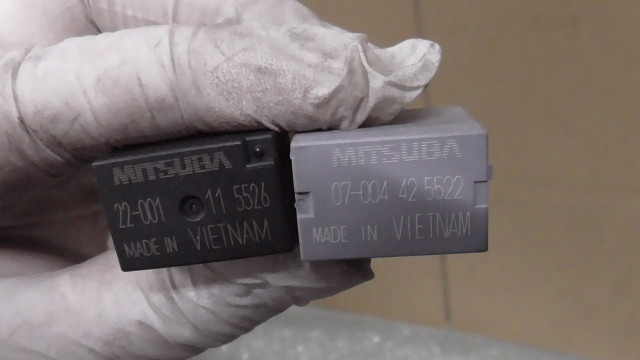 MITSUBA
22-001 11 5526
MADE IN VIETNAM
MITSUBA
07-004 42 5522
MADE IN VIETNAM